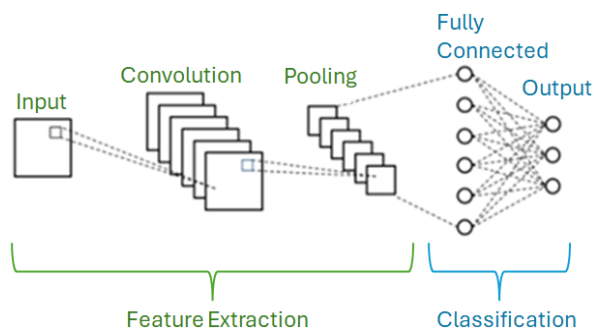 Fully
Connected
Convolution
Pooling
Output
Input
Feature Extraction
Classification